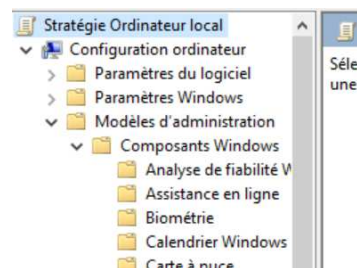 Stratégie Ordinateur local
Configuration ordinateur
Paramètres du logiciel
Paramètres Windows
Modèles d'administration
Composants Windows
Analyse de fiabilité
Assistance en ligne
Biométrie
Calendrier Windows
Carte à puce
Séle
une